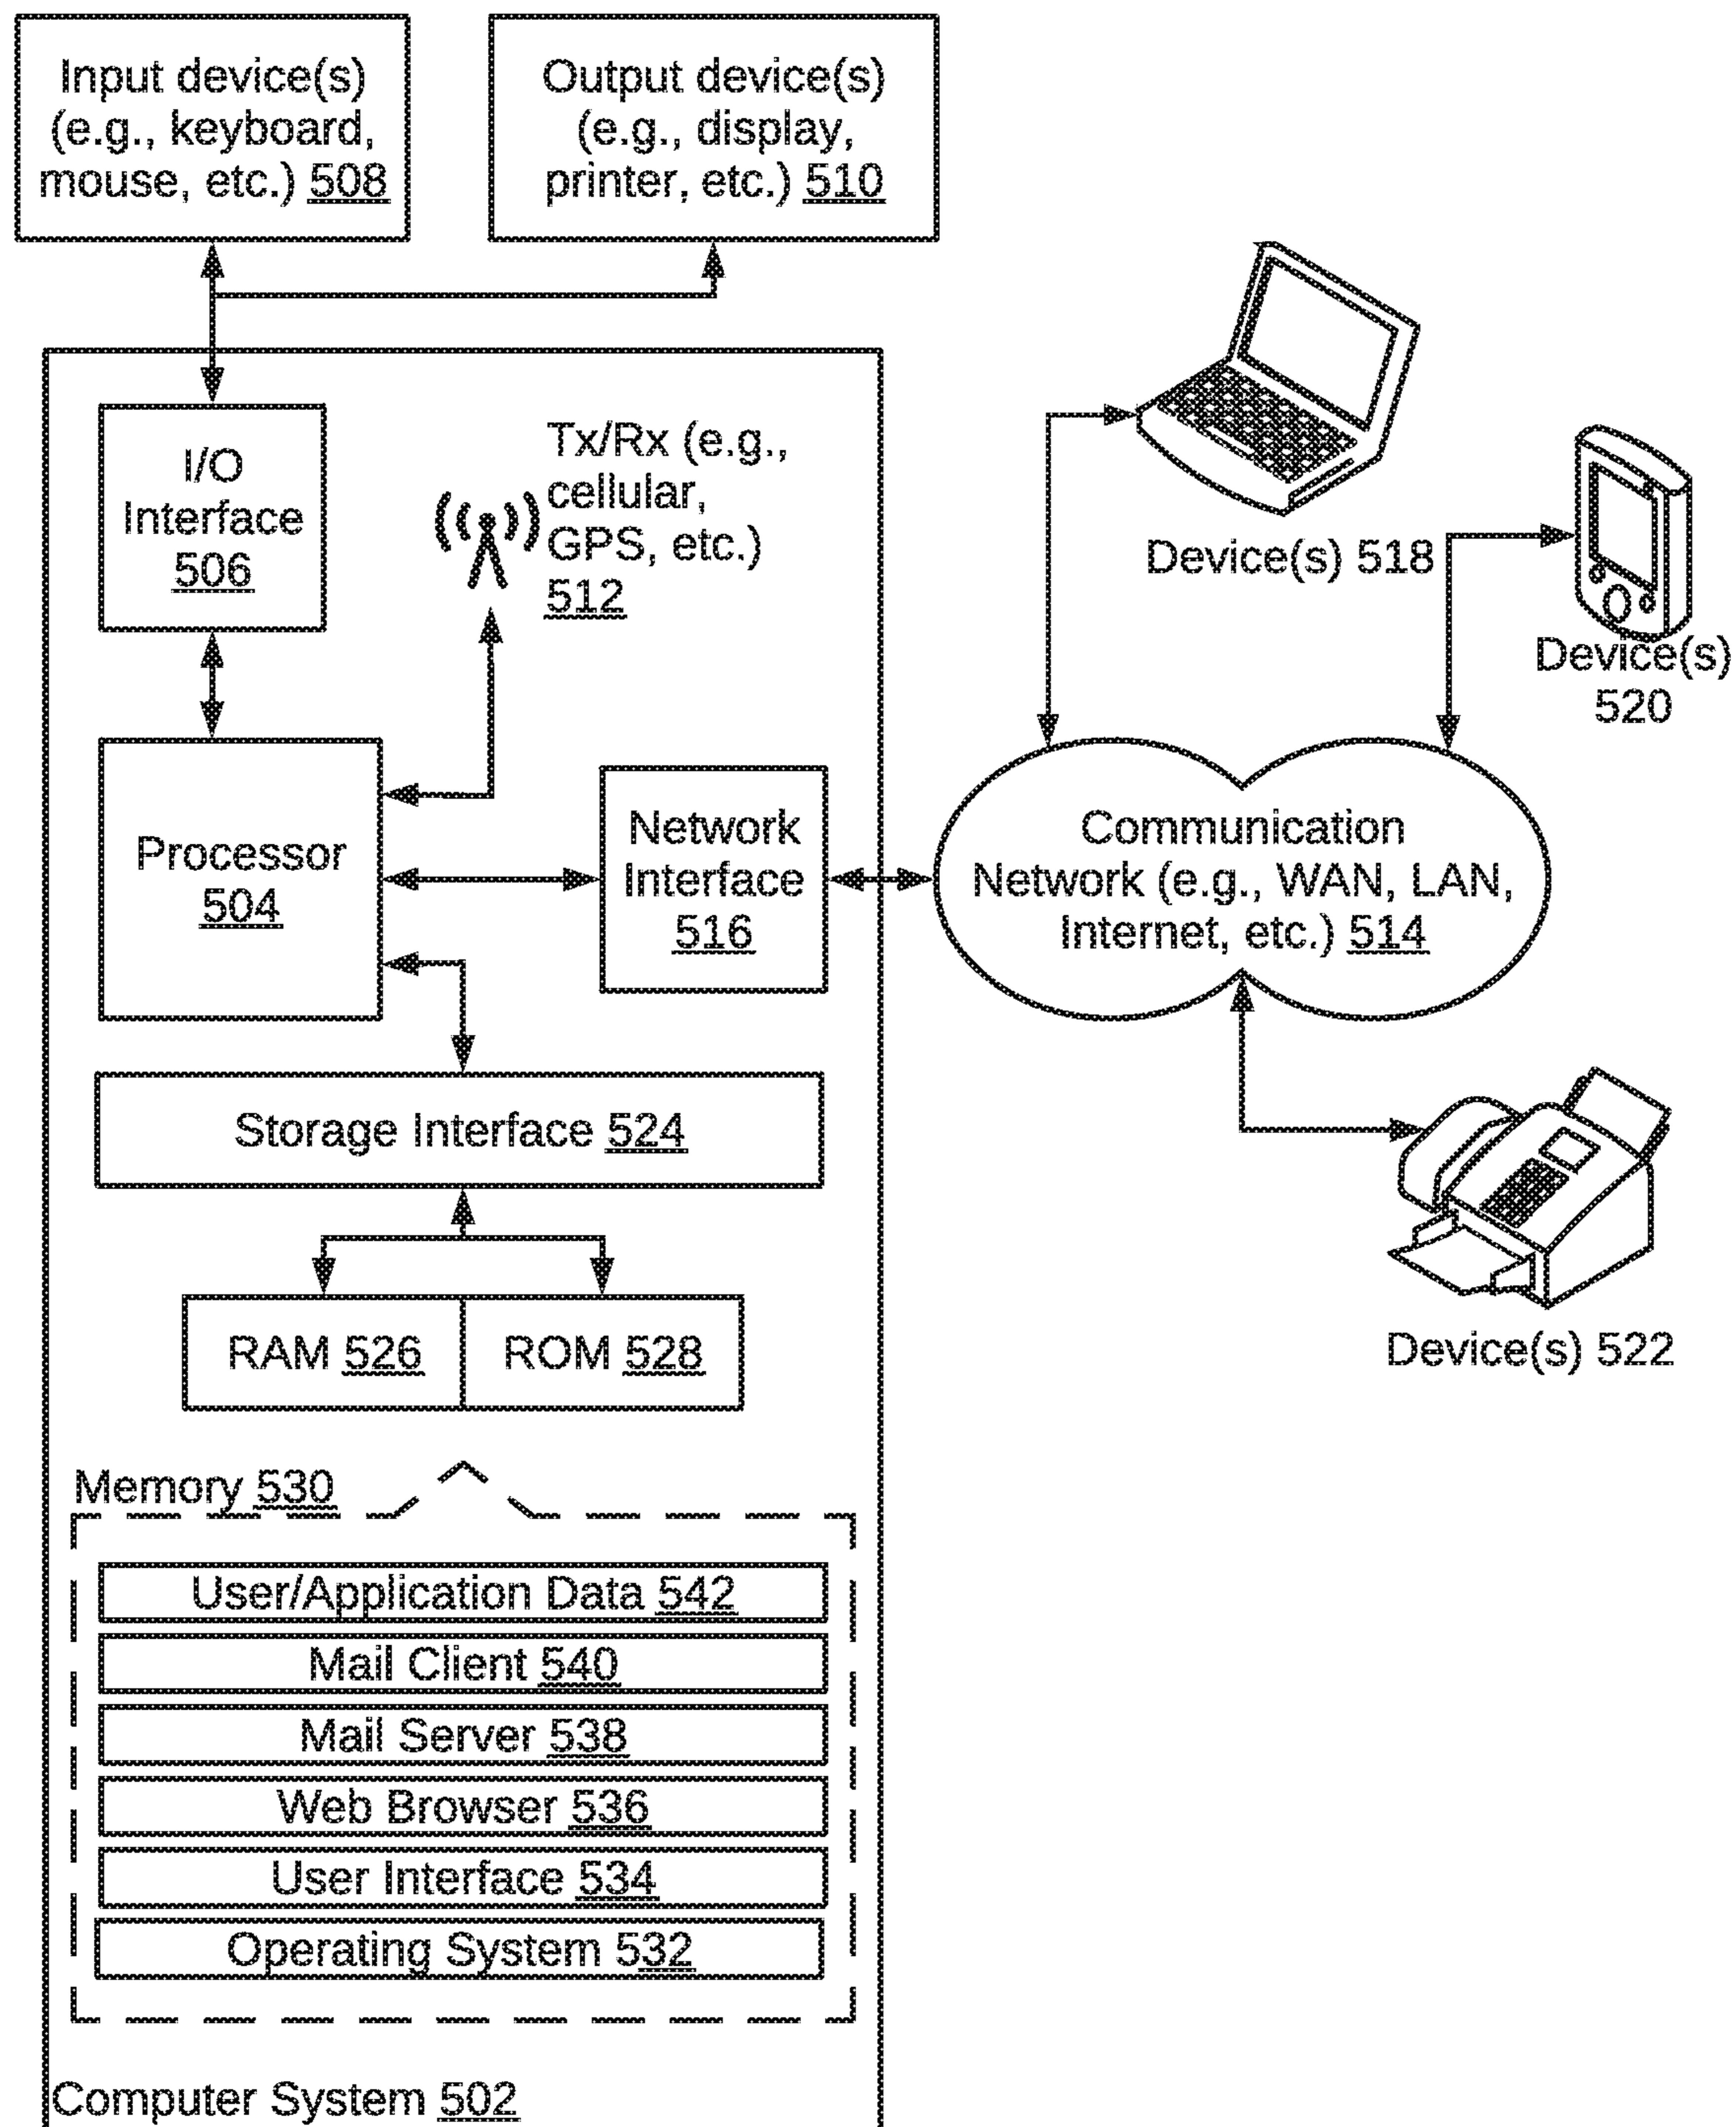 Input device(s)
(e.g., keyboard,
mouse, etc.) 508
Output device(s)
(e.g., display,
printer, etc.) 510
I/O
Interface
506
Tx/Rx (e.g.,
cellular,
GPS, etc.)
512
Device(s) 518
Device(s)
520
Processor
504
Network
Interface
516
Communication
Network (e.g., WAN, LAN,
Internet, etc.) 514
Storage Interface 524
RAM 526
ROM 528
Device(s) 522
Memory 530
User/Application Data 542
Mail Client 540
Mail Server 538
Web Browser 536
User Interface 534
Operating System 532
Computer System 502